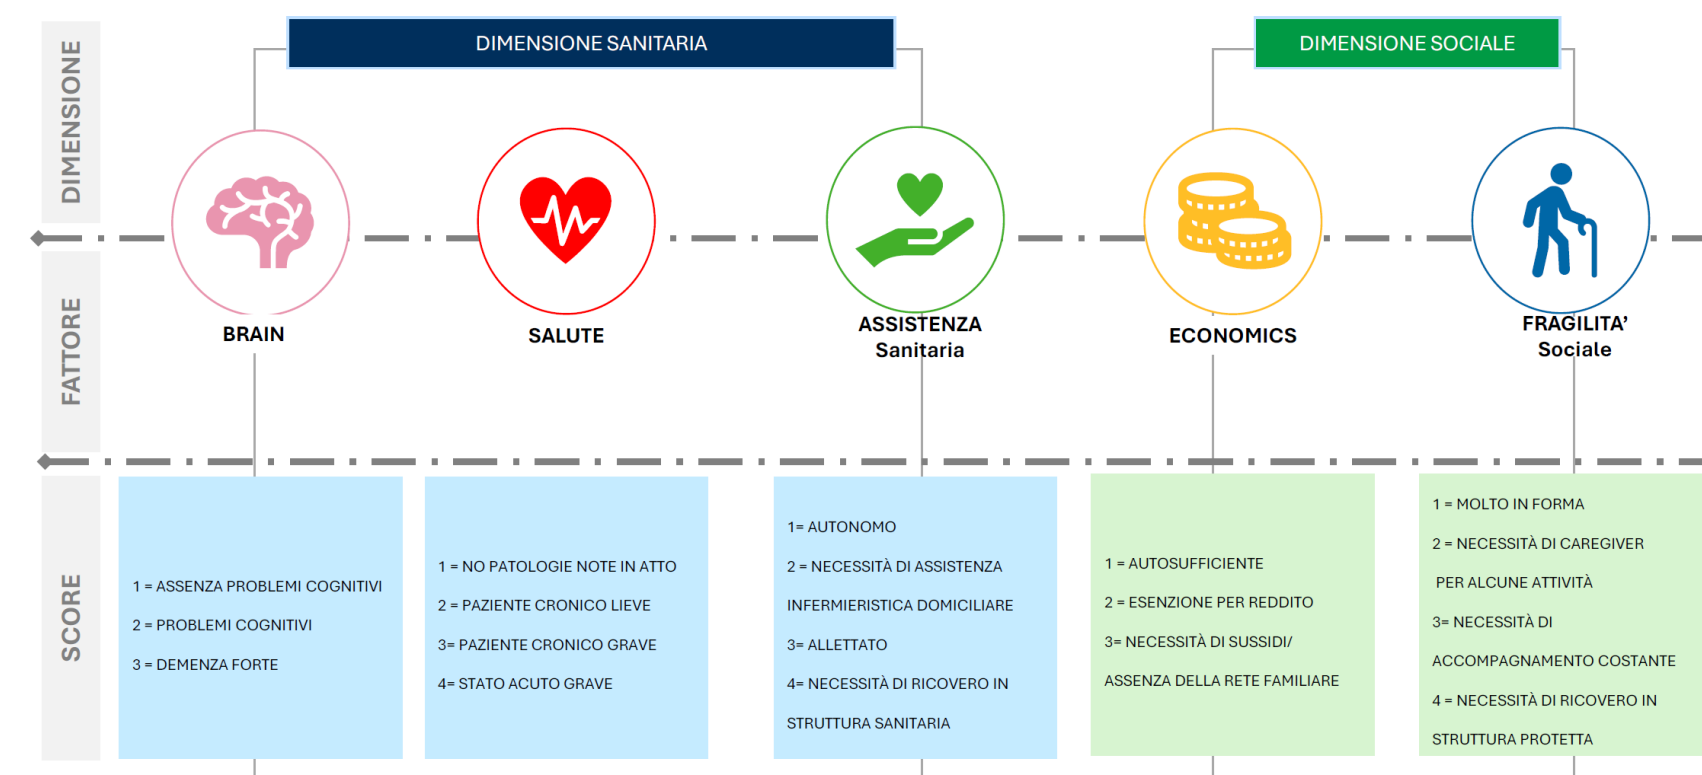 DIMENSIONE
DIMENSIONE SANITARIA
DIMENSIONE SOCIALE
FATTORE
BRAIN
SALUTE
ASSISTENZA
Sanitaria
ECONOMICS
FRAGILITA’
Sociale
SCORE
1 = ASSENZA PROBLEMI COGNITIVI
2 = PROBLEMI COGNITIVI
3 = DEMENZA FORTE
1 = NO PATOLOGIE NOTE IN ATTO
2 = PAZIENTE CRONICO LIEVE
3= PAZIENTE CRONICO GRAVE
4= STATO ACUTO GRAVE
1= AUTONOMO
2 = NECESSITÀ DI ASSISTENZA
INFERMIERISTICA DOMICILIARE
3= ALLETTATO
4= NECESSITÀ DI RICOVERO IN
STRUTTURA SANITARIA
1 = AUTOSUFFICIENTE
2 = ESENZIONE PER REDDITO
3= NECESSITÀ DI SUSSIDI/
ASSENZA DELLA RETE FAMILIARE
1 = MOLTO IN FORMA
2 = NECESSITÀ DI CAREGIVER
PER ALCUNE ATTIVITÀ
3= NECESSITÀ DI
ACCOMPAGNAMENTO COSTANTE
4 = NECESSITÀ DI RICOVERO IN
STRUTTURA PROTETTA